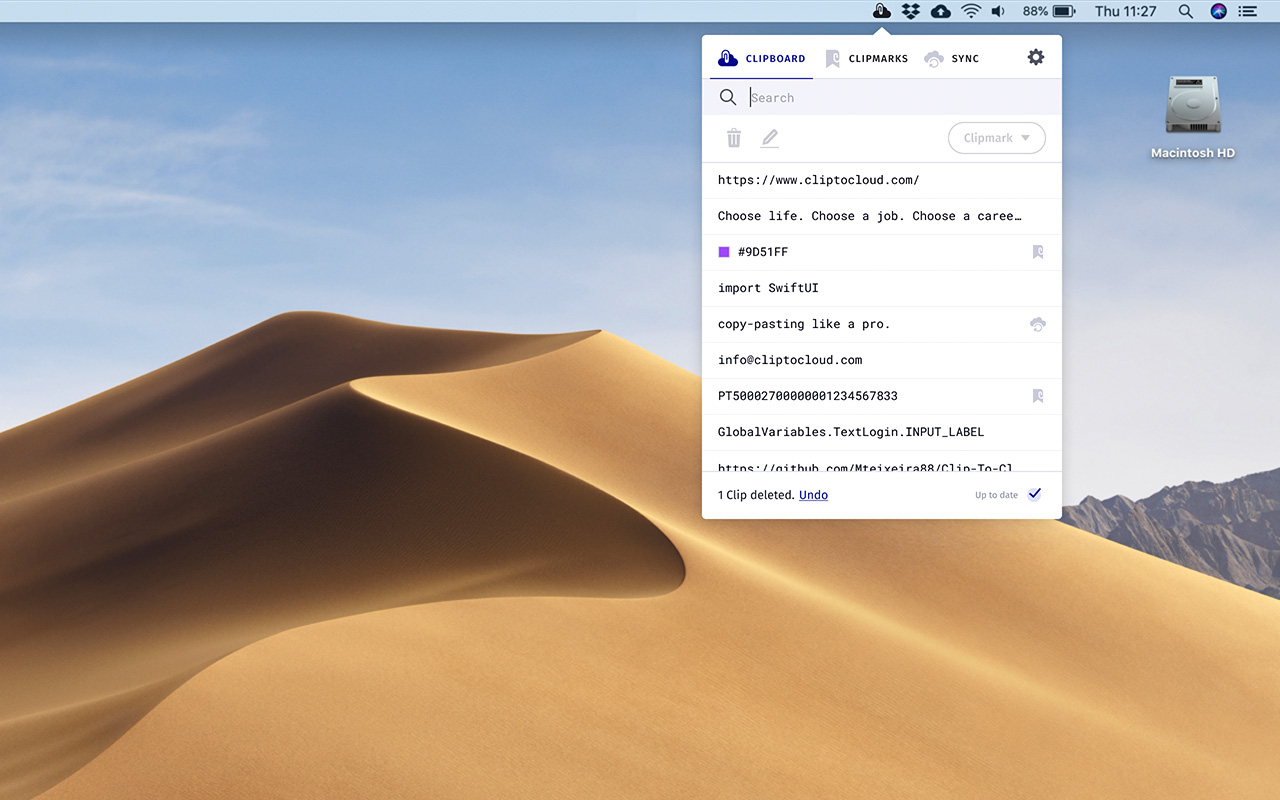 88% Thu 11:27
CLIPBOARD CLIPMARKS SYNC
Search
Clipmark
Macintosh HD
https://www.cliptocloud.com/
Choose life. Choose a job. Choose a caree…
#9D51FF
import SwiftUI
copy-pasting like a pro.
info@cliptocloud.com
PT50002700000001234567833
GlobalVariables.TextLogin.INPUT_LABEL
https://github.com/Mteixeira88/Clip-To-Cl
1 Clip deleted. Undo Up to date